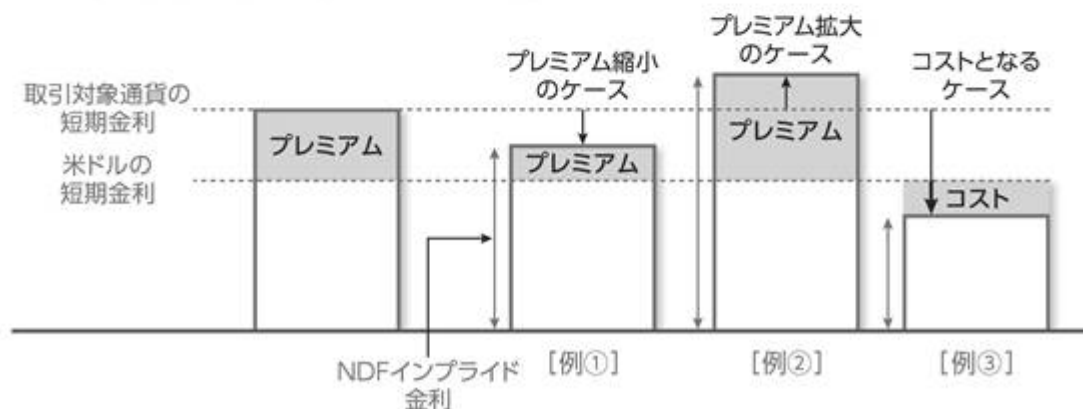 プレミアム縮小
のケース
プレミアム拡大
のケース
コストとなる
ケース
取引対象通貨の
短期金利
米ドルの
短期金利
プレミアム
プレミアム
プレミアム
コスト
NDFインプライド
金利
[例①]
[例②]
[例③]